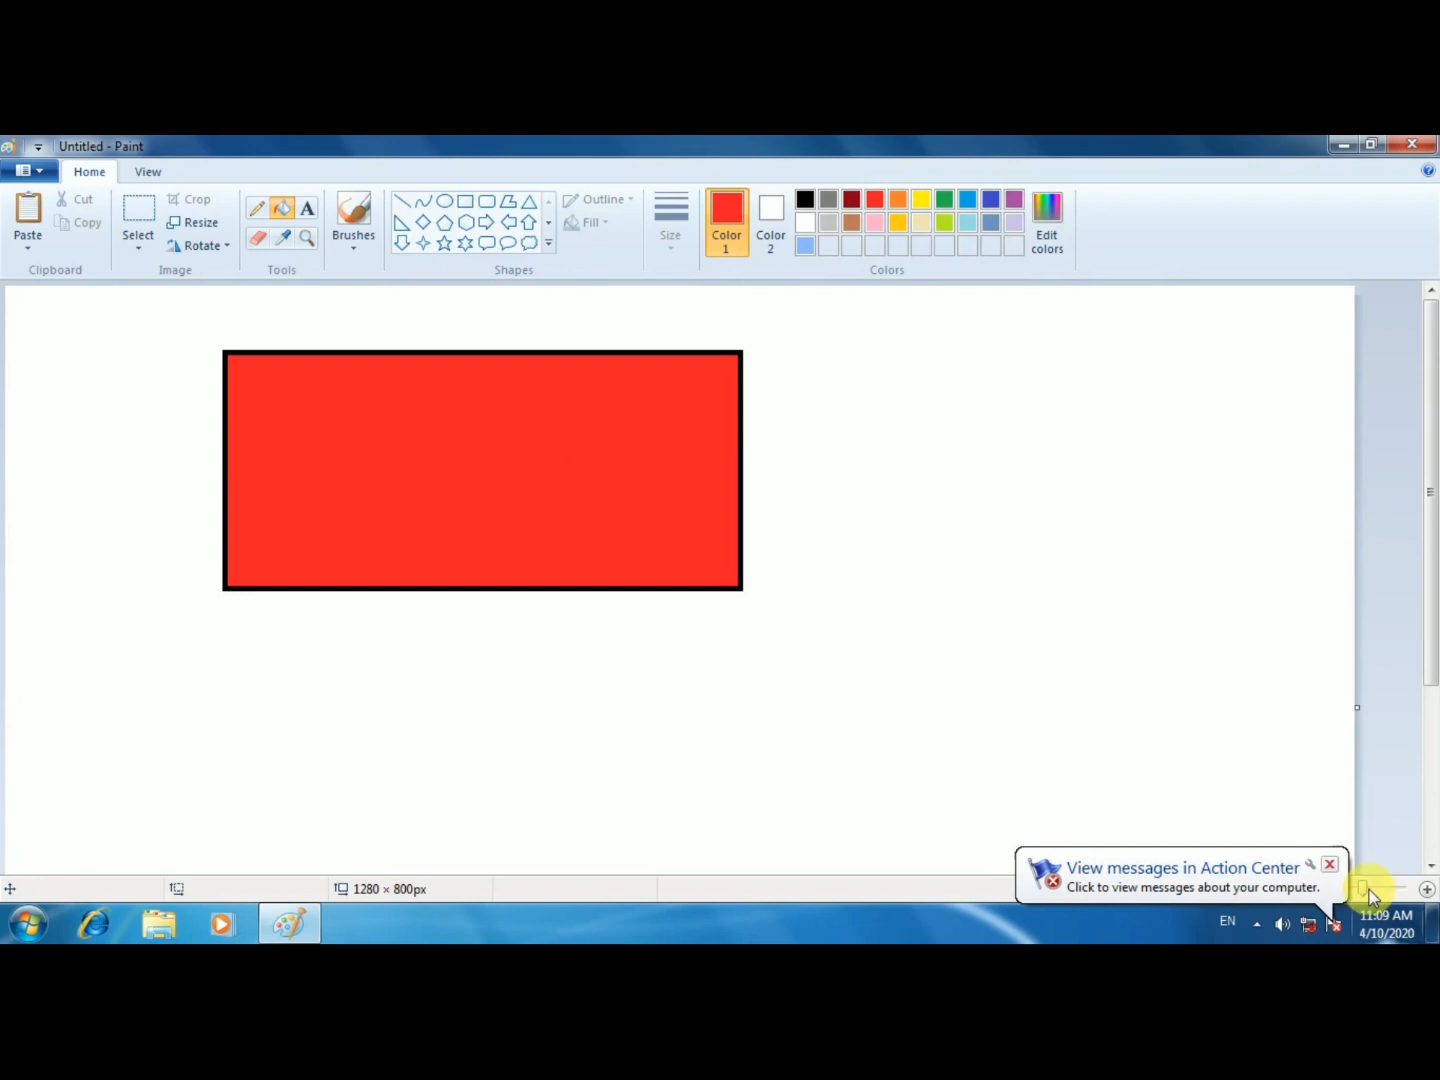 Untitled - Paint
Home View
Paste
Cut
Copy
Clipboard
Select
Crop
Resize
Rotate
Image
A
Tools
Brushes
Shapes
Outline
Fill
Size
Color 1
Color 2
Edit colors
Colors
View messages in Action Center
Click to view messages about your computer.
1280 × 800px
EN
11:09 AM
4/10/2020